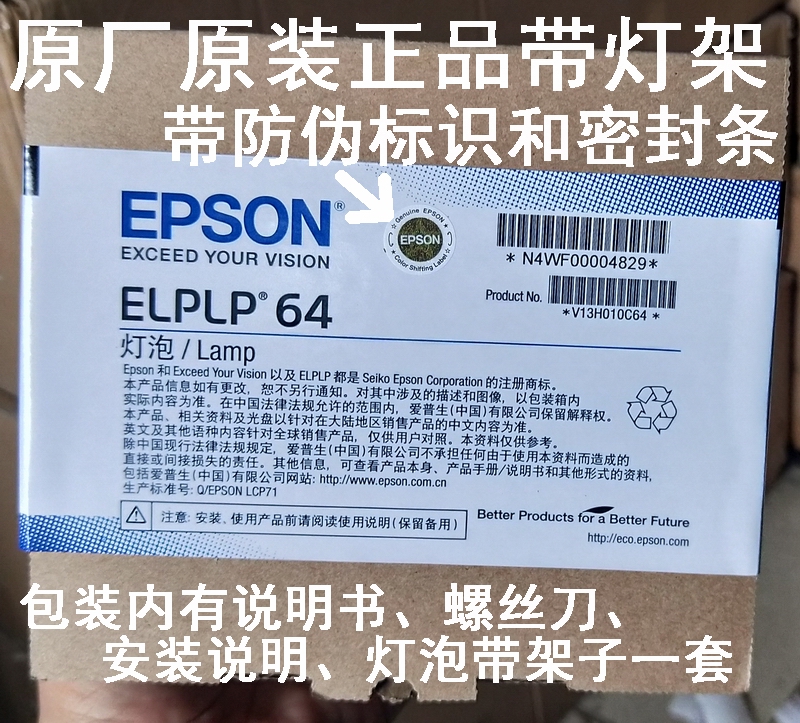 原厂原装正品带灯架
带防伪标识和密封条
EPSON®
EXCEED YOUR VISION
Genuine EPSON
EPSON
Color Shifting Label
* N4WF00004829*
Product No.
*V13H010C64 *
ELPLP® 64
灯泡 / Lamp
Epson 和 Exceed Your Vision 以及 ELPLP 都是 Seiko Epson Corporation 的注册商标。
本产品信息如有更改，恕不另行通知。对其中涉及的描述和图像，以包装箱内
实际内容为准。在中国法律法规允许的范围内，爱普生(中国)有限公司保留解释权。
本产品、相关资料及光盘以针对在大陆地区销售产品的中文内容为准。
英文及其他语种内容针对全球销售产品，仅供用户对照。本资料仅供参考。
除中国现行法律法规规定，爱普生(中国)有限公司不承担任何由于使用本资料而造成的
直接或间接损失的责任。其他信息，可查看产品本身、产品手册/说明书和其他形式的资料，
包括爱普生(中国)有限公司网站: http://www.epson.com.cn
生产标准号: Q/EPSON LCP71
注意: 安装、使用产品前请阅读使用说明(保留备用)
Better Products for a Better Future
http://eco.epson.com
包装内有说明书、螺丝刀、
安装说明、灯泡带架子一套